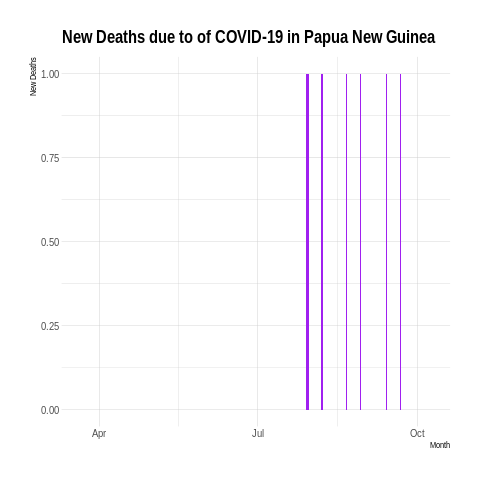 New Deaths due to of COVID-19 in Papua New Guinea
New Deaths
1.00
0.75
0.50
0.25
0.00
Apr
Jul
Oct
Month